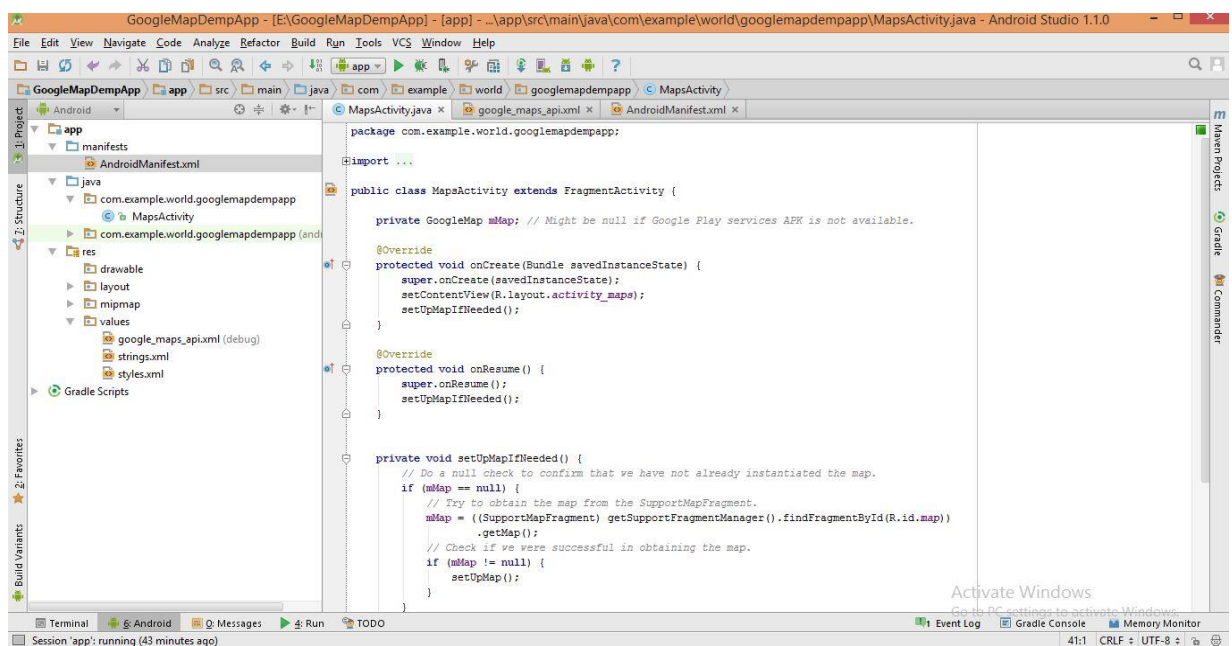 GoogleMapDempApp - [E:\GoogleMapDempApp] - [app] - ...\app\src\main\java\com\example\world\googlemapdempapp\MapsActivity.java - Android Studio 1.1.0
File Edit View Navigate Code Analyze Refactor Build Run Tools VCS Window Help
app
GoogleMapDempApp app src main java com example world googlemapdempapp MapsActivity
Android
MapsActivity.java google_maps_api.xml AndroidManifest.xml
1: Project
Z: Structure
2: Favorites
Build Variants
app
manifests
AndroidManifest.xml
java
com.example.world.googlemapdempapp
MapsActivity
com.example.world.googlemapdempapp (andr
res
drawable
layout
mipmap
values
google_maps_api.xml (debug)
strings.xml
styles.xml
Gradle Scripts
package com.example.world.googlemapdempapp;
import ...
public class MapsActivity extends FragmentActivity {
private GoogleMap mMap; // Might be null if Google Play services APK is not available.
@Override
protected void onCreate(Bundle savedInstanceState) {
super.onCreate(savedInstanceState);
setContentView(R.layout.activity_maps);
setUpMapIfNeeded();
}
@Override
protected void onResume() {
super.onResume();
setUpMapIfNeeded();
}
private void setUpMapIfNeeded() {
// Do a null check to confirm that we have not already instantiated the map.
if (mMap == null) {
// Try to obtain the map from the SupportMapFragment.
mMap = ((SupportMapFragment) getSupportFragmentManager().findFragmentById(R.id.map))
.getMap();
// Check if we were successful in obtaining the map.
if (mMap != null) {
setUpMap();
}
}
m
Maven Projects
Gradle
Commander
Activate Windows
Go to PC settings to activate Windows.
Terminal 6: Android 0: Messages 4: Run TODO
1 Event Log Gradle Console Memory Monitor
Session 'app': running (43 minutes ago)
41:1 CRLF UTF-8